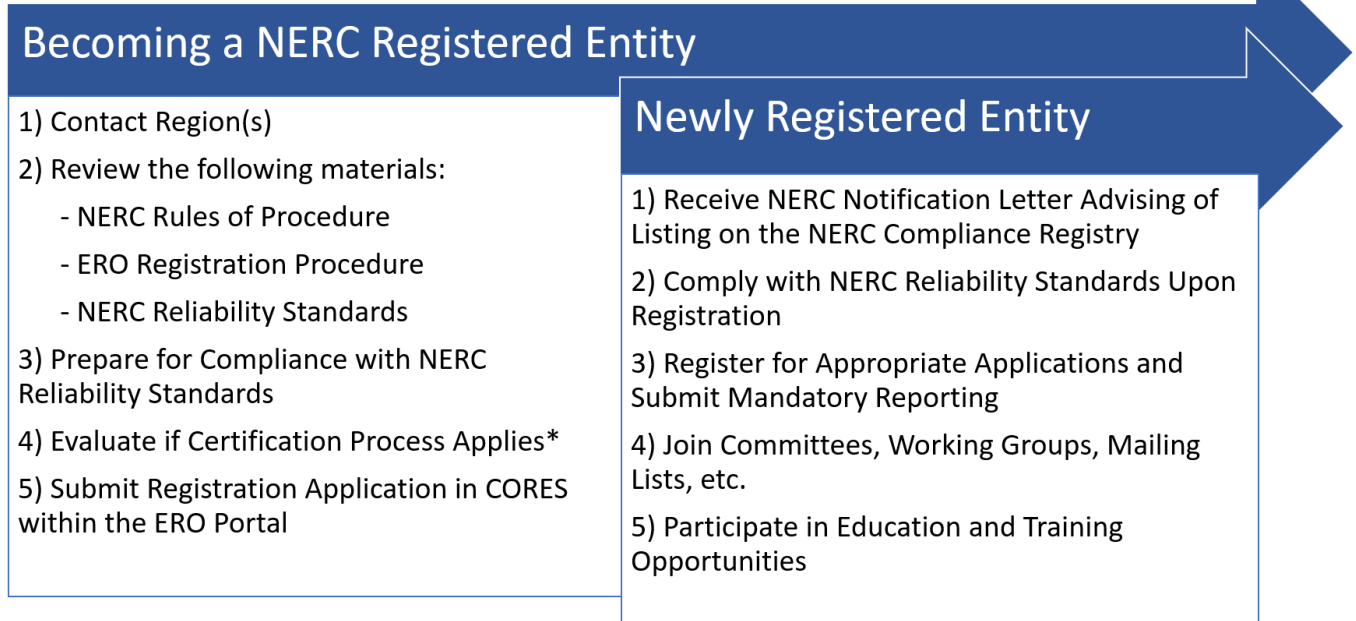 Becoming a NERC Registered Entity
1) Contact Region(s)
2) Review the following materials:
- NERC Rules of Procedure
- ERO Registration Procedure
- NERC Reliability Standards
3) Prepare for Compliance with NERC
Reliability Standards
4) Evaluate if Certification Process Applies*
5) Submit Registration Application in CORES
within the ERO Portal
Newly Registered Entity
1) Receive NERC Notification Letter Advising of
Listing on the NERC Compliance Registry
2) Comply with NERC Reliability Standards Upon
Registration
3) Register for Appropriate Applications and
Submit Mandatory Reporting
4) Join Committees, Working Groups, Mailing
Lists, etc.
5) Participate in Education and Training
Opportunities